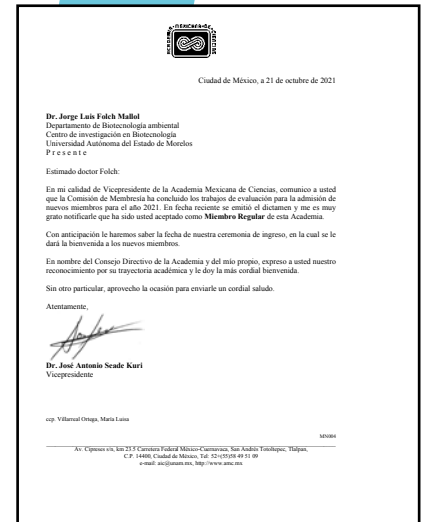 ACADEMIA MEXICANA DE CIENCIAS
Ciudad de México, a 21 de octubre de 2021
Dr. Jorge Luis Folch Mallol
Departamento de Biotecnología ambiental
Centro de investigación en Biotecnología
Universidad Autónoma del Estado de Morelos
P r e s e n t e
Estimado doctor Folch:
En mi calidad de Vicepresidente de la Academia Mexicana de Ciencias, comunico a usted
que la Comisión de Membresía ha concluido los trabajos de evaluación para la admisión de
nuevos miembros para el año 2021. En fecha reciente se emitió el dictamen y me es muy
grato notificarle que ha sido usted aceptado como Miembro Regular de esta Academia.
Con anticipación le haremos saber la fecha de nuestra ceremonia de ingreso, en la cual se le
dará la bienvenida a los nuevos miembros.
En nombre del Consejo Directivo de la Academia y del mío propio, expreso a usted nuestro
reconocimiento por su trayectoria académica y le doy la más cordial bienvenida.
Sin otro particular, aprovecho la ocasión para enviarle un cordial saludo.
Atentamente,
Dr. José Antonio Seade Kuri
Vicepresidente
ccp. Villarreal Ortega, María Luisa
MN004
Av. Cipreses s/n, km 23.5 Carretera Federal México-Cuernavaca, San Andrés Totoltepec, Tlalpan,
C.P. 14400, Ciudad de México, Tel: 52+(55)58 49 51 09
e-mail: aic@unam.mx, http://www.amc.mx